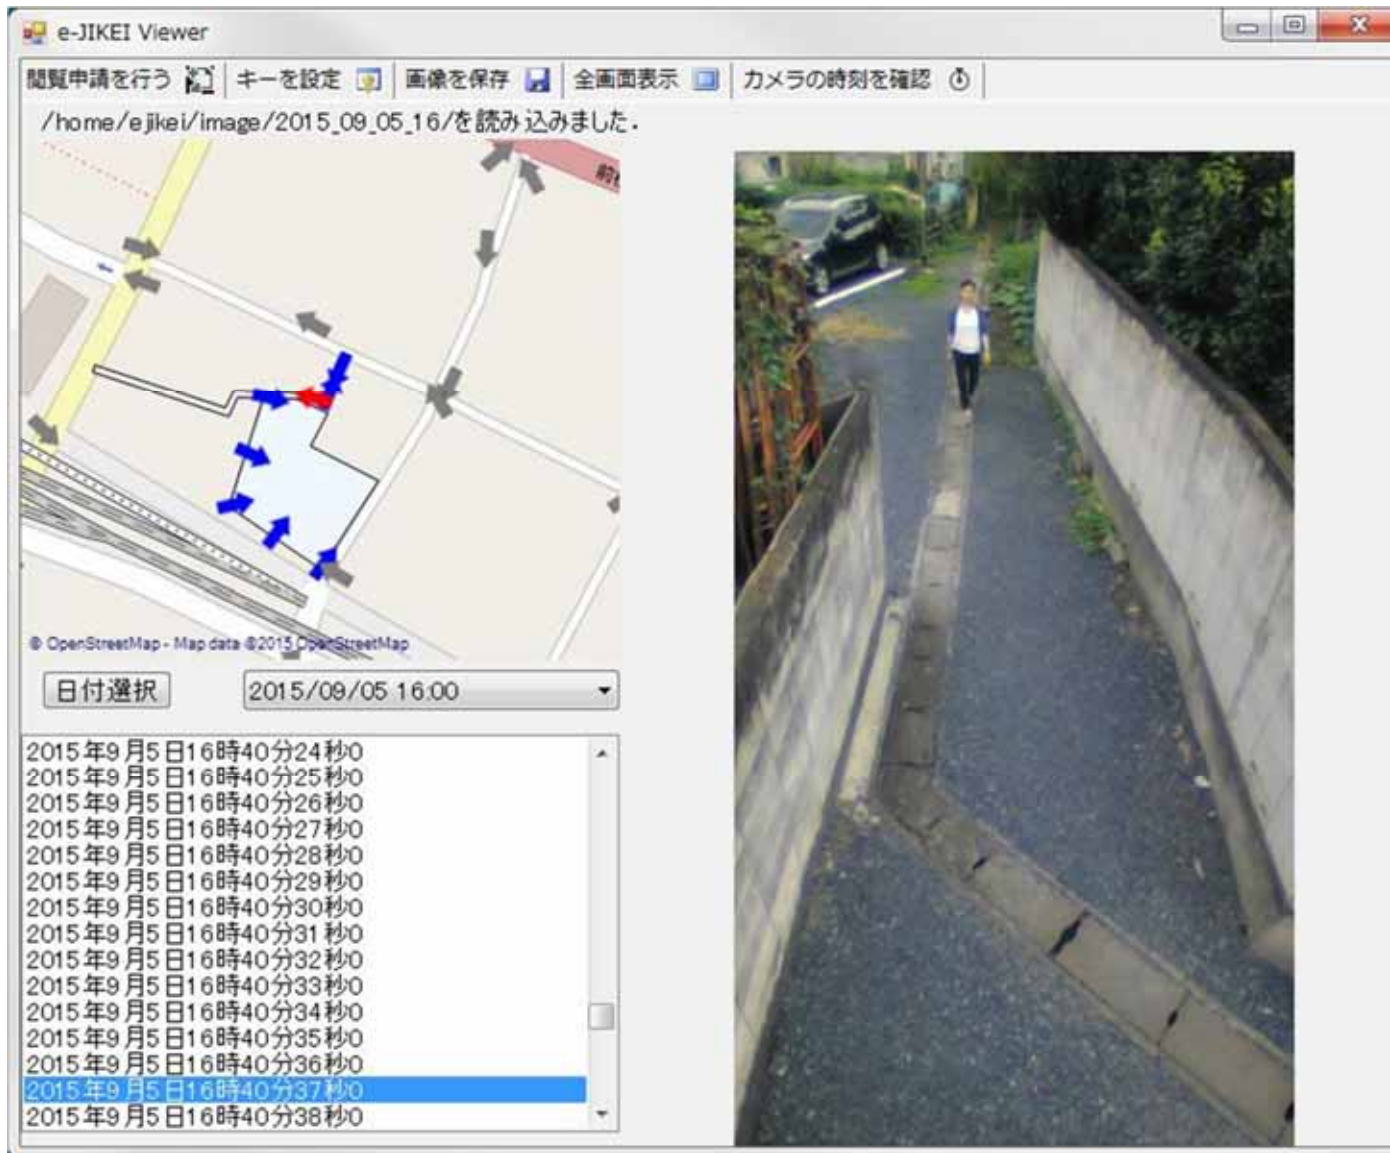 e-JIKEI Viewer
閲覧申請を行う キーを設定 画像を保存 全画面表示 カメラの時刻を確認
/home/ejikei/image/2015_09_05_16/を読み込みました.
前
© OpenStreetMap - Map data ©2015 OpenStreetMap
日付選択 2015/09/05 16:00
2015年9月5日16時40分24秒0
2015年9月5日16時40分25秒0
2015年9月5日16時40分26秒0
2015年9月5日16時40分27秒0
2015年9月5日16時40分28秒0
2015年9月5日16時40分29秒0
2015年9月5日16時40分30秒0
2015年9月5日16時40分31秒0
2015年9月5日16時40分32秒0
2015年9月5日16時40分33秒0
2015年9月5日16時40分34秒0
2015年9月5日16時40分35秒0
2015年9月5日16時40分36秒0
2015年9月5日16時40分37秒0
2015年9月5日16時40分38秒0